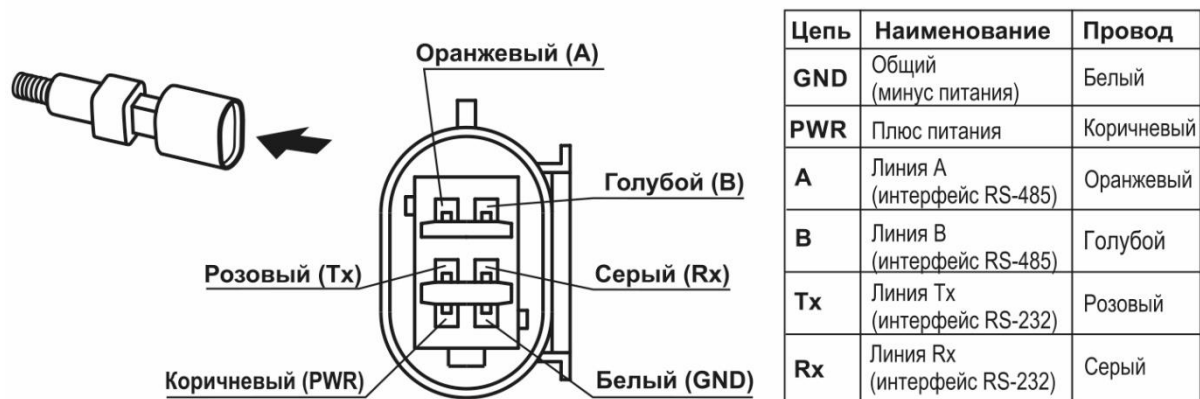 Оранжевый (A)
Голубой (B)
Розовый (Tx)
Серый (Rx)
Коричневый (PWR)
Белый (GND)
Цепь Наименование Провод
GND Общий (минус питания) Белый
PWR Плюс питания Коричневый
A Линия A (интерфейс RS-485) Оранжевый
B Линия B (интерфейс RS-485) Голубой
Tx Линия Tx (интерфейс RS-232) Розовый
Rx Линия Rx (интерфейс RS-232) Серый